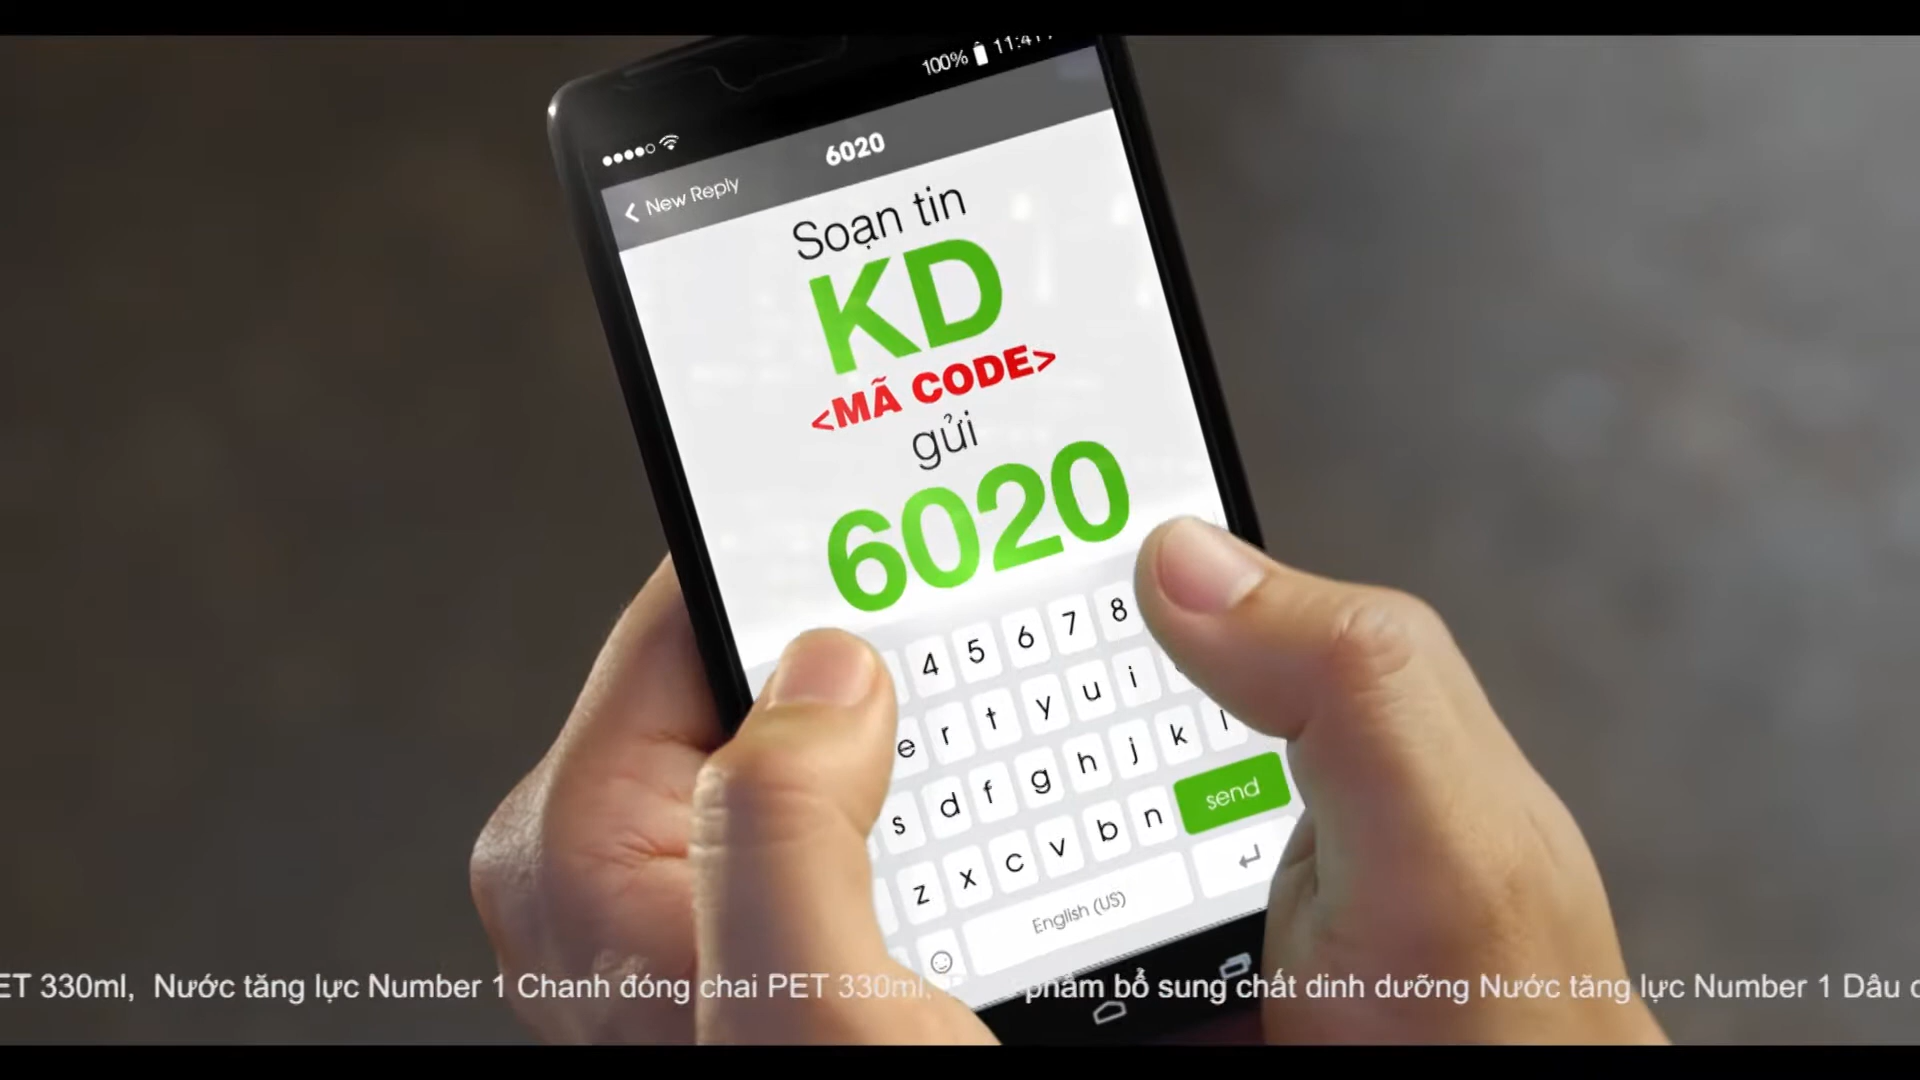 100% 11:41
6020
New Reply
Soạn tin
KD
<MÃ CODE>
gửi
6020
4 5 6 7 8
e r t y u i
s d f g h j k l
z x c v b n send
English (US)
330ml, Nước tăng lực Number 1 Chanh đóng chai PET 330ml, phẩm bổ sung chất dinh dưỡng Nước tăng lực Number 1 Dâu